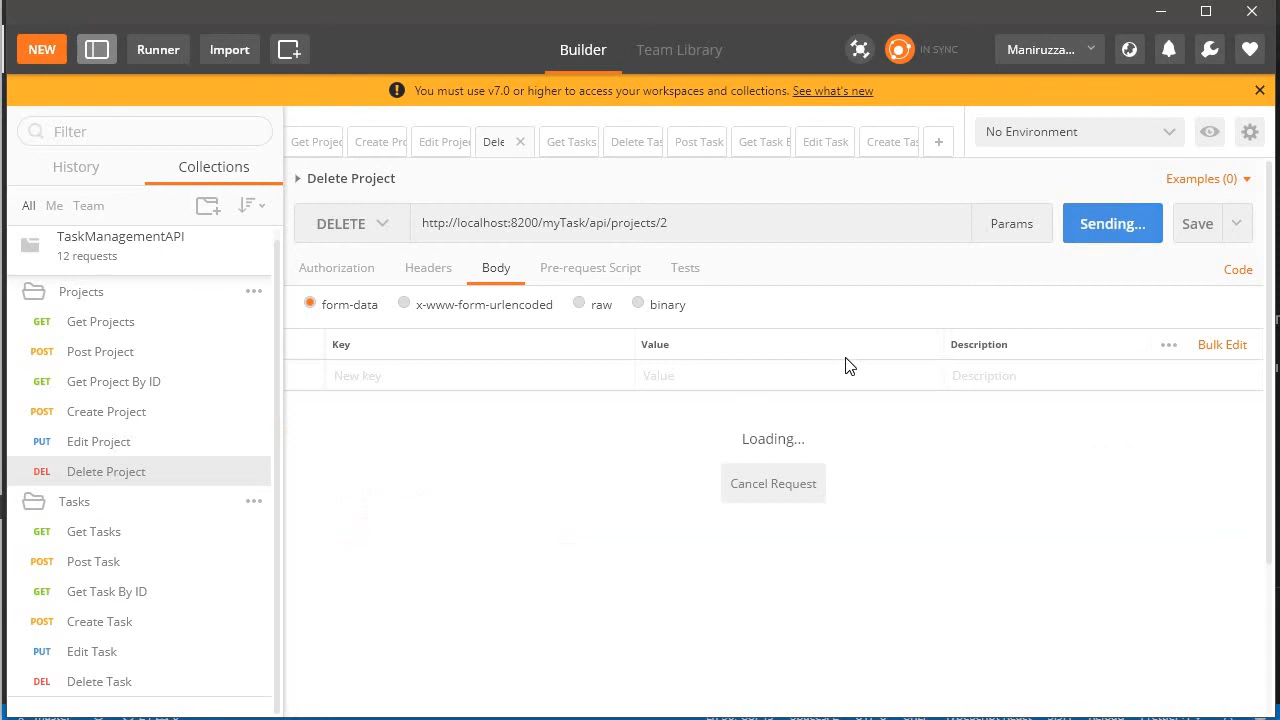 NEW Runner Import Builder Team Library IN SYNC Maniruzza...
You must use v7.0 or higher to access your workspaces and collections. See what's new
Filter
History Collections
All Me Team
TaskManagementAPI
12 requests
Projects
GET Get Projects
POST Post Project
GET Get Project By ID
POST Create Project
PUT Edit Project
DEL Delete Project
Tasks
GET Get Tasks
POST Post Task
GET Get Task By ID
POST Create Task
PUT Edit Task
DEL Delete Task
Get Projec Create Pro Edit Projec Dele Get Tasks Delete Tas Post Task Get Task B Edit Task Create Tas +
No Environment
Delete Project Examples (0)
DELETE http://localhost:8200/myTask/api/projects/2 Params Sending... Save
Authorization Headers Body Pre-request Script Tests Code
form-data x-www-form-urlencoded raw binary
Key Value Description Bulk Edit
New key Value Description
Loading...
Cancel Request